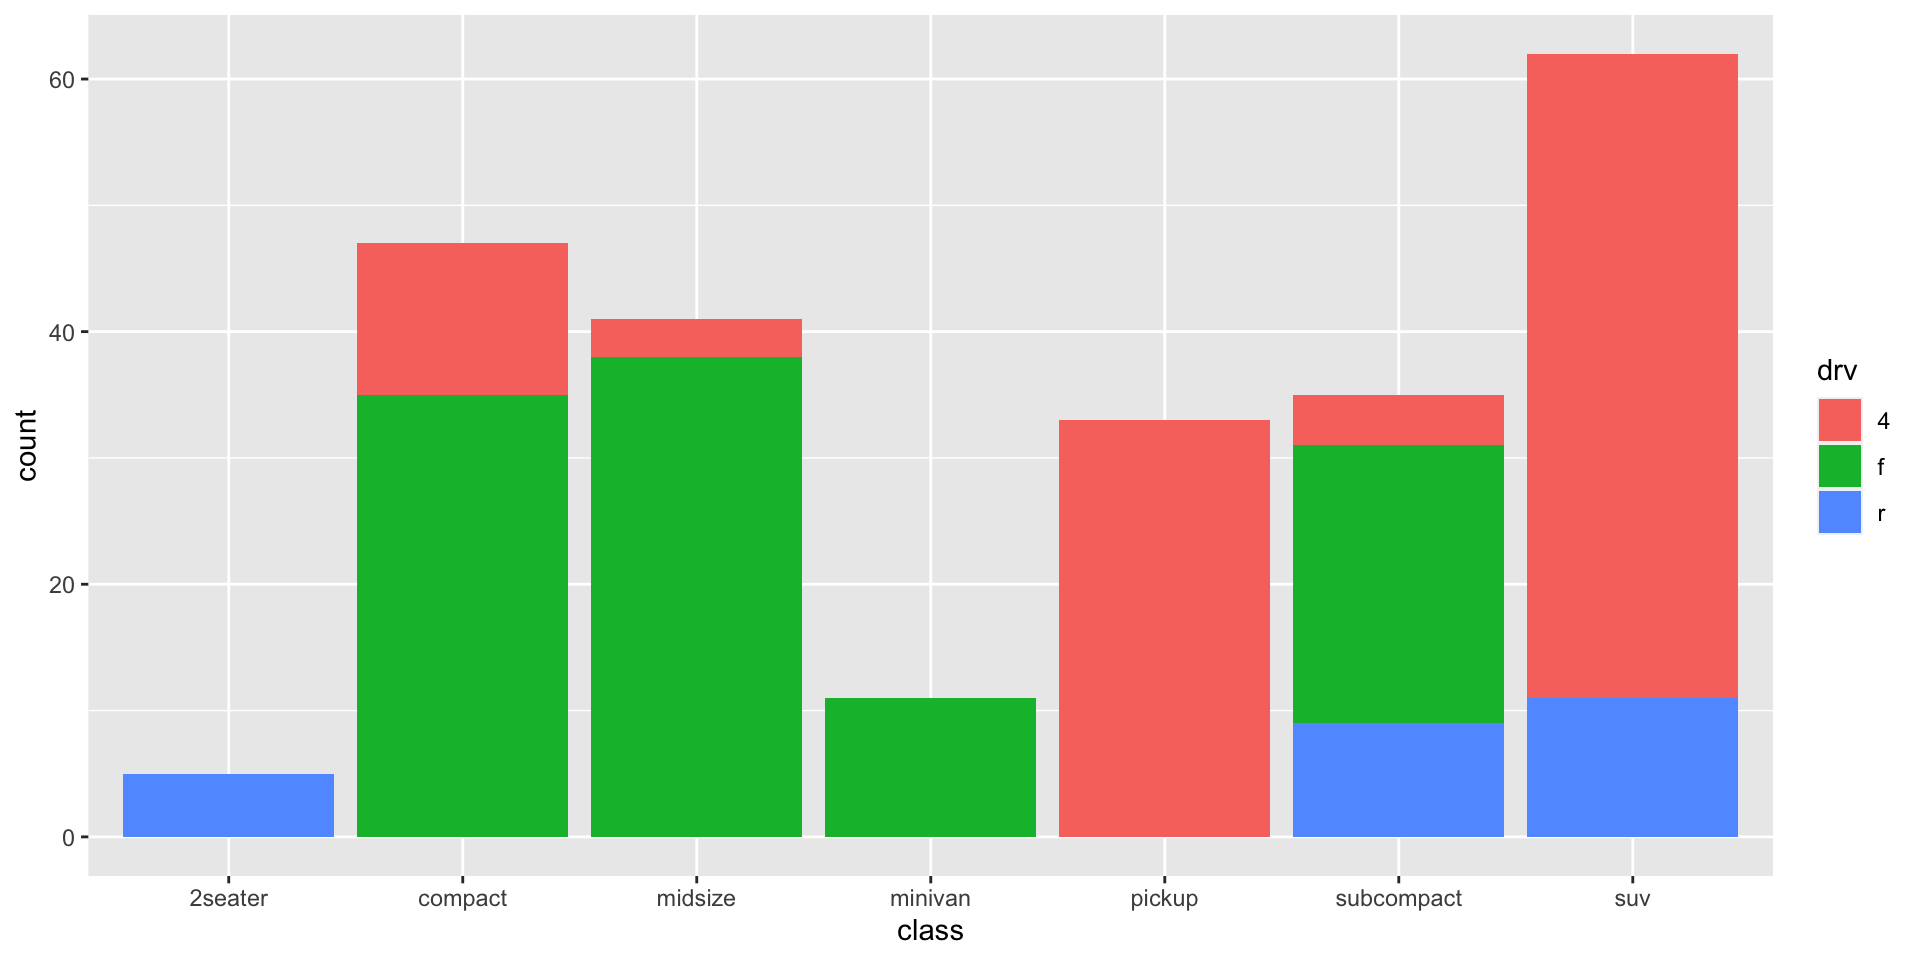 60
40
20
0
count
2seater compact midsize minivan pickup subcompact suv
class
drv
4
f
r